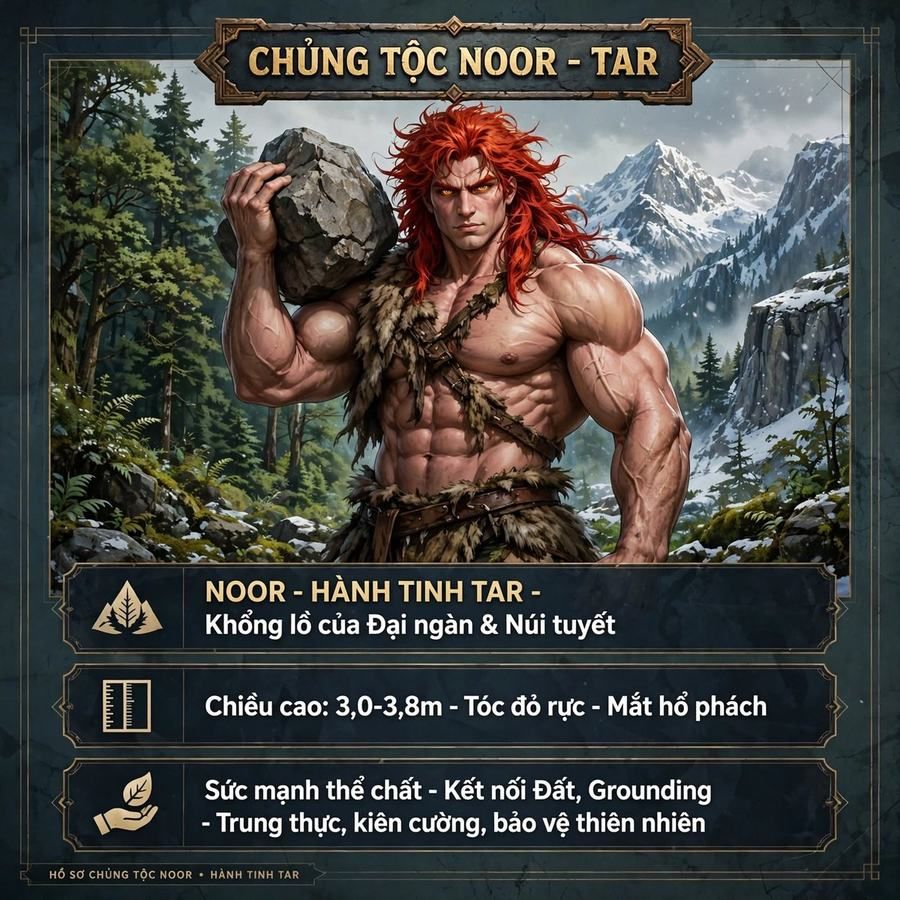 CHỦNG TỘC NOOR - TAR
NOOR - HÀNH TINH TAR -
Khổng lồ của Đại ngàn & Núi tuyết
Chiều cao: 3,0-3,8m - Tóc đỏ rực - Mắt hổ phách
Sức mạnh thể chất - Kết nối Đất, Grounding
- Trung thực, kiên cường, bảo vệ thiên nhiên
HỒ SƠ CHỦNG TỘC NOOR • HÀNH TINH TAR